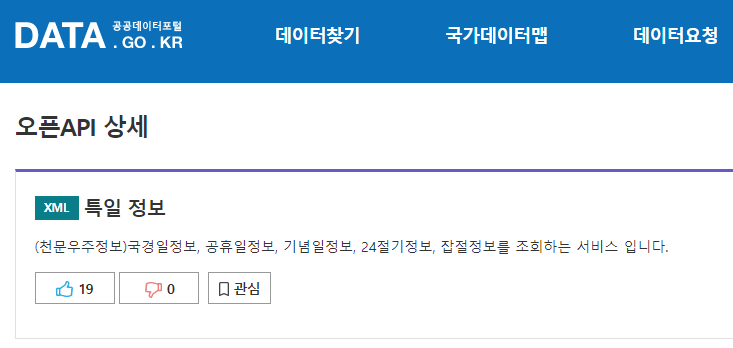 DATA 공공데이터포털 .GO.KR
데이터찾기 국가데이터맵 데이터요청
오픈API 상세
XML 특일 정보
(천문우주정보)국경일정보, 공휴일정보, 기념일정보, 24절기정보, 잡절정보를 조회하는 서비스 입니다.
19 0 관심